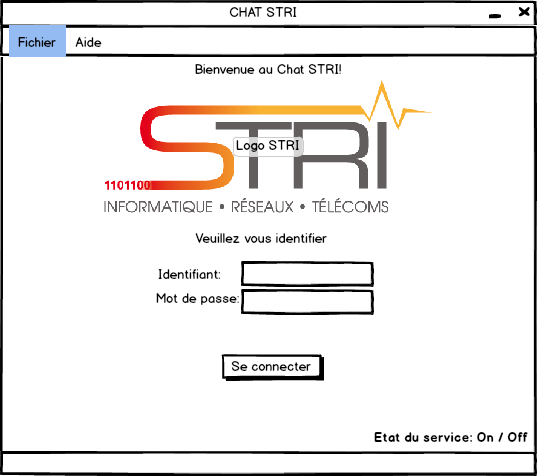 CHAT STRI
Fichier Aide
Bienvenue au Chat STRI!
STRI
Logo STRI
1101100
INFORMATIQUE • RÉSEAUX • TÉLÉCOMS
Veuillez vous identifier
Identifiant:
Mot de passe:
Se connecter
Etat du service: On / Off